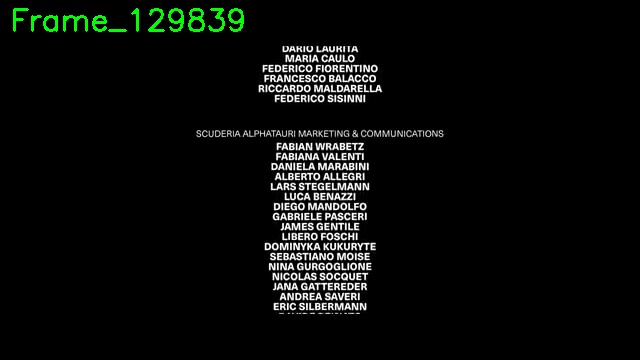 Frame_129839
DARIO LAURITA
MARIA CAULO
FEDERICO FIORENTINO
FRANCESCO BALACCO
RICCARDO MALDARELLA
FEDERICO SISINNI
SCUDERIA ALPHATAURI MARKETING & COMMUNICATIONS
FABIAN WRABETZ
FABIANA VALENTI
DANIELA MARABINI
ALBERTO ALLEGRI
LARS STEGELMANN
LUCA BENAZZI
DIEGO MANDOLFO
GABRIELE PASCERI
JAMES GENTILE
LIBERO FOSCHI
DOMINYKA KUKURYTE
SEBASTIANO MOISE
NINA GURGOGLIONE
NICOLAS SOCQUET
JANA GATTEREDER
ANDREA SAVERI
ERIC SILBERMANN